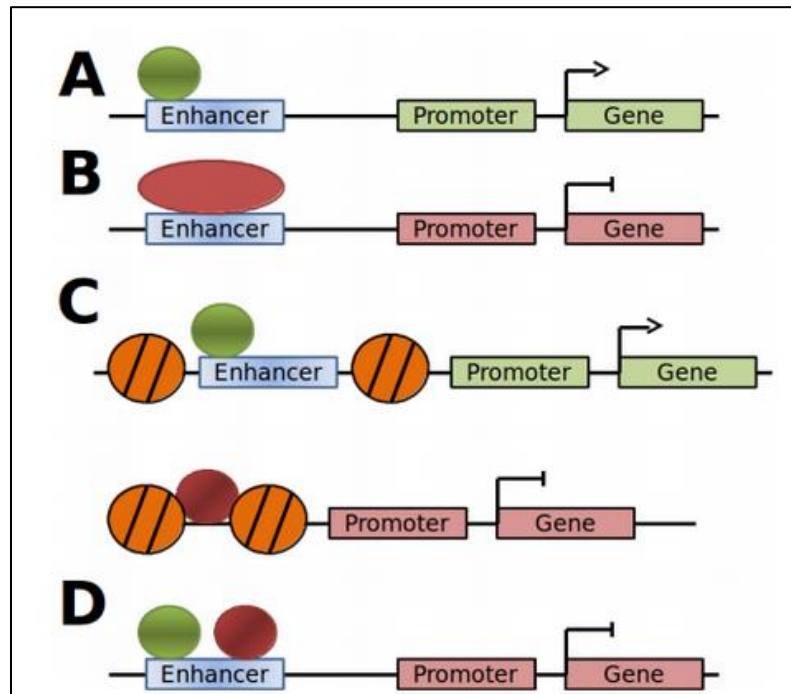 A
Enhancer Promoter Gene
B
Enhancer Promoter Gene
C
Enhancer Promoter Gene
Promoter Gene
D
Enhancer Promoter Gene